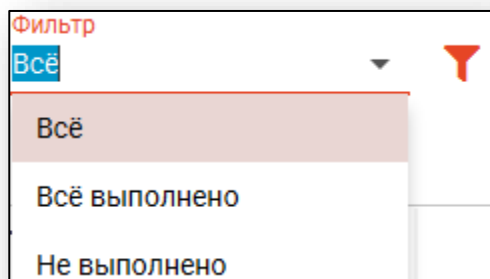 Фильтр
Всё
Всё
Всё выполнено
Не выполнено